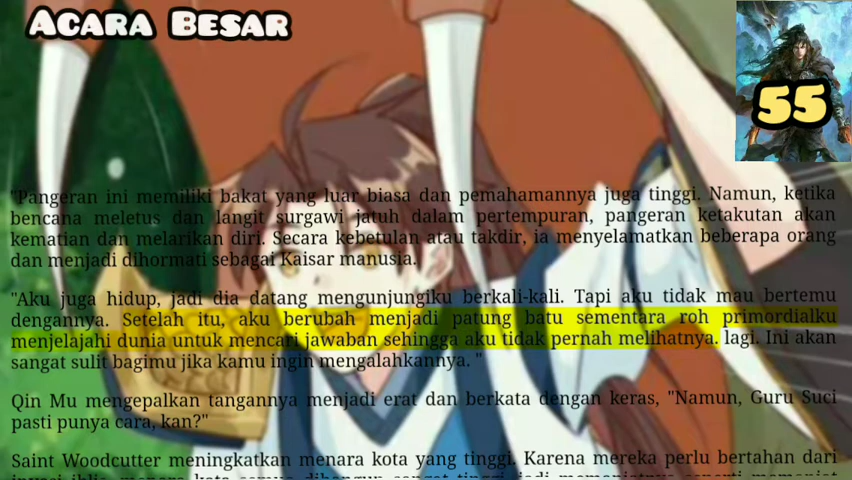 Acara Besar
55
"Pangeran ini memiliki bakat yang luar biasa dan pemahamannya juga tinggi. Namun, ketika
bencana meletus dan langit surgawi jatuh dalam pertempuran, pangeran ketakutan akan
kematian dan melarikan diri. Secara kebetulan atau takdir, ia menyelamatkan beberapa orang
dan menjadi dihormati sebagai Kaisar manusia.
"Aku juga hidup, jadi dia datang mengunjungiku berkali-kali. Tapi aku tidak mau bertemu
dengannya. Setelah itu, aku berubah menjadi patung batu sementara roh primordialku
menjelajahi dunia untuk mencari jawaban sehingga aku tidak pernah melihatnya. lagi. Ini akan
sangat sulit bagimu jika kamu ingin mengalahkannya. "
Qin Mu mengepalkan tangannya menjadi erat dan berkata dengan keras, "Namun, Guru Suci
pasti punya cara, kan?"
Saint Woodcutter meningkatkan menara kota yang tinggi. Karena mereka perlu bertahan dari